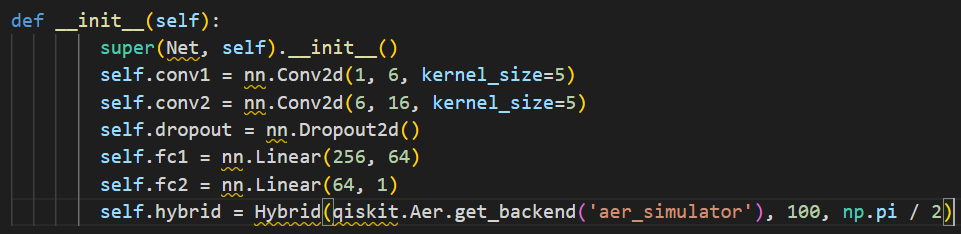 def __init__(self):
super(Net, self).__init__()
self.conv1 = nn.Conv2d(1, 6, kernel_size=5)
self.conv2 = nn.Conv2d(6, 16, kernel_size=5)
self.dropout = nn.Dropout2d()
self.fc1 = nn.Linear(256, 64)
self.fc2 = nn.Linear(64, 1)
self.hybrid = Hybrid(qiskit.Aer.get_backend('aer_simulator'), 100, np.pi / 2)